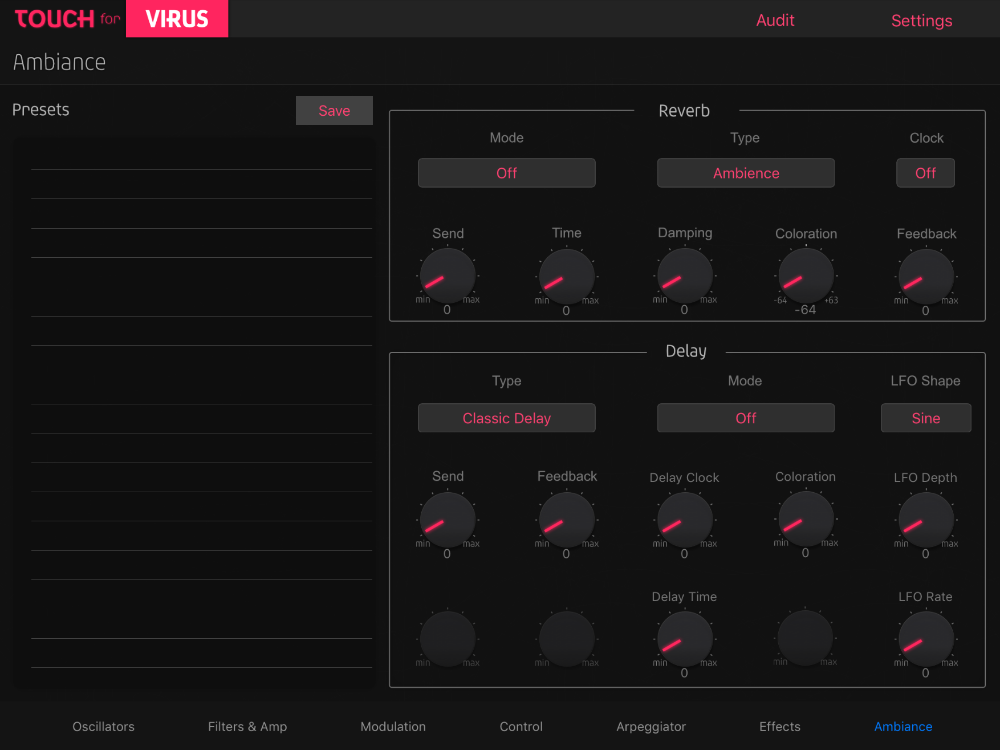 TOUCH for VIRUS Audit Settings
Ambiance
Presets Save
Reverb
Mode Type Clock
Off Ambience Off
Send Time Damping Coloration Feedback
min max min max min max -64 +63 min max
0 0 0 -64 0
Delay
Type Mode LFO Shape
Classic Delay Off Sine
Send Feedback Delay Clock Coloration LFO Depth
min max min max min max min max min max
0 0 0 0 0
Delay Time LFO Rate
min max min max min max min max min max
0 0
Oscillators Filters & Amp Modulation Control Arpeggiator Effects Ambiance